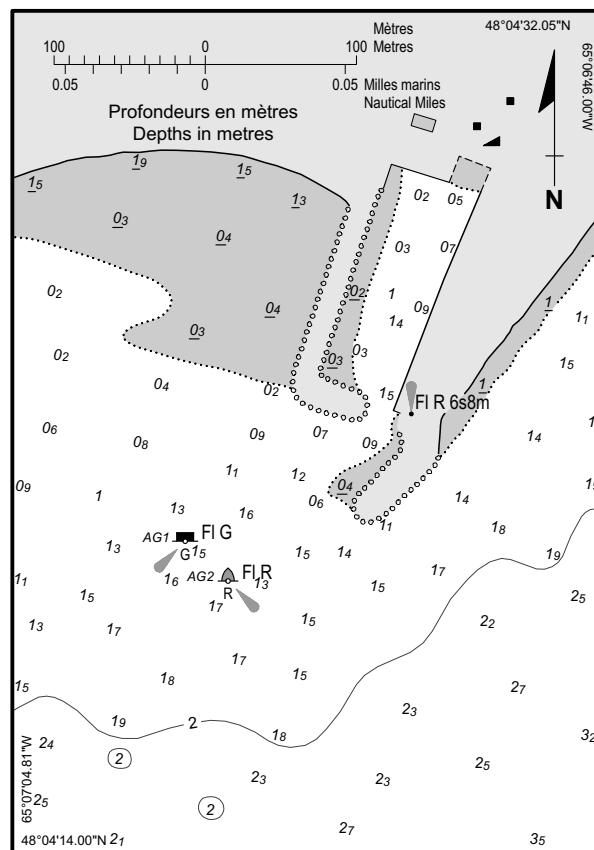 Mètres
Metres
48°04'32.05"N
65°06'46.00"W
100 0 100
0.05 0 0.05
Milles marins
Nautical Miles
Profondeurs en mètres
Depths in metres
N
15 19 15 13
03 04
02 05
03 07
02 04 02 1 09 1 11
03 14
02 03 03 15
04 02 15 1
Fl R 6s8m
06 08 09 07 09 14
09 1 11 12 04 14
13 16 06 11 18
AG1 Fl G
G
13 15 15 14 19
11 16 AG2 Fl R
R
13 15 17 25
15 17 15 22
13 17
15 18 17 15 27
19 2 18 23 32
24 2 23 23 25
25 2
21 27 35
65°07'04.81"W
48°04'14.00"N